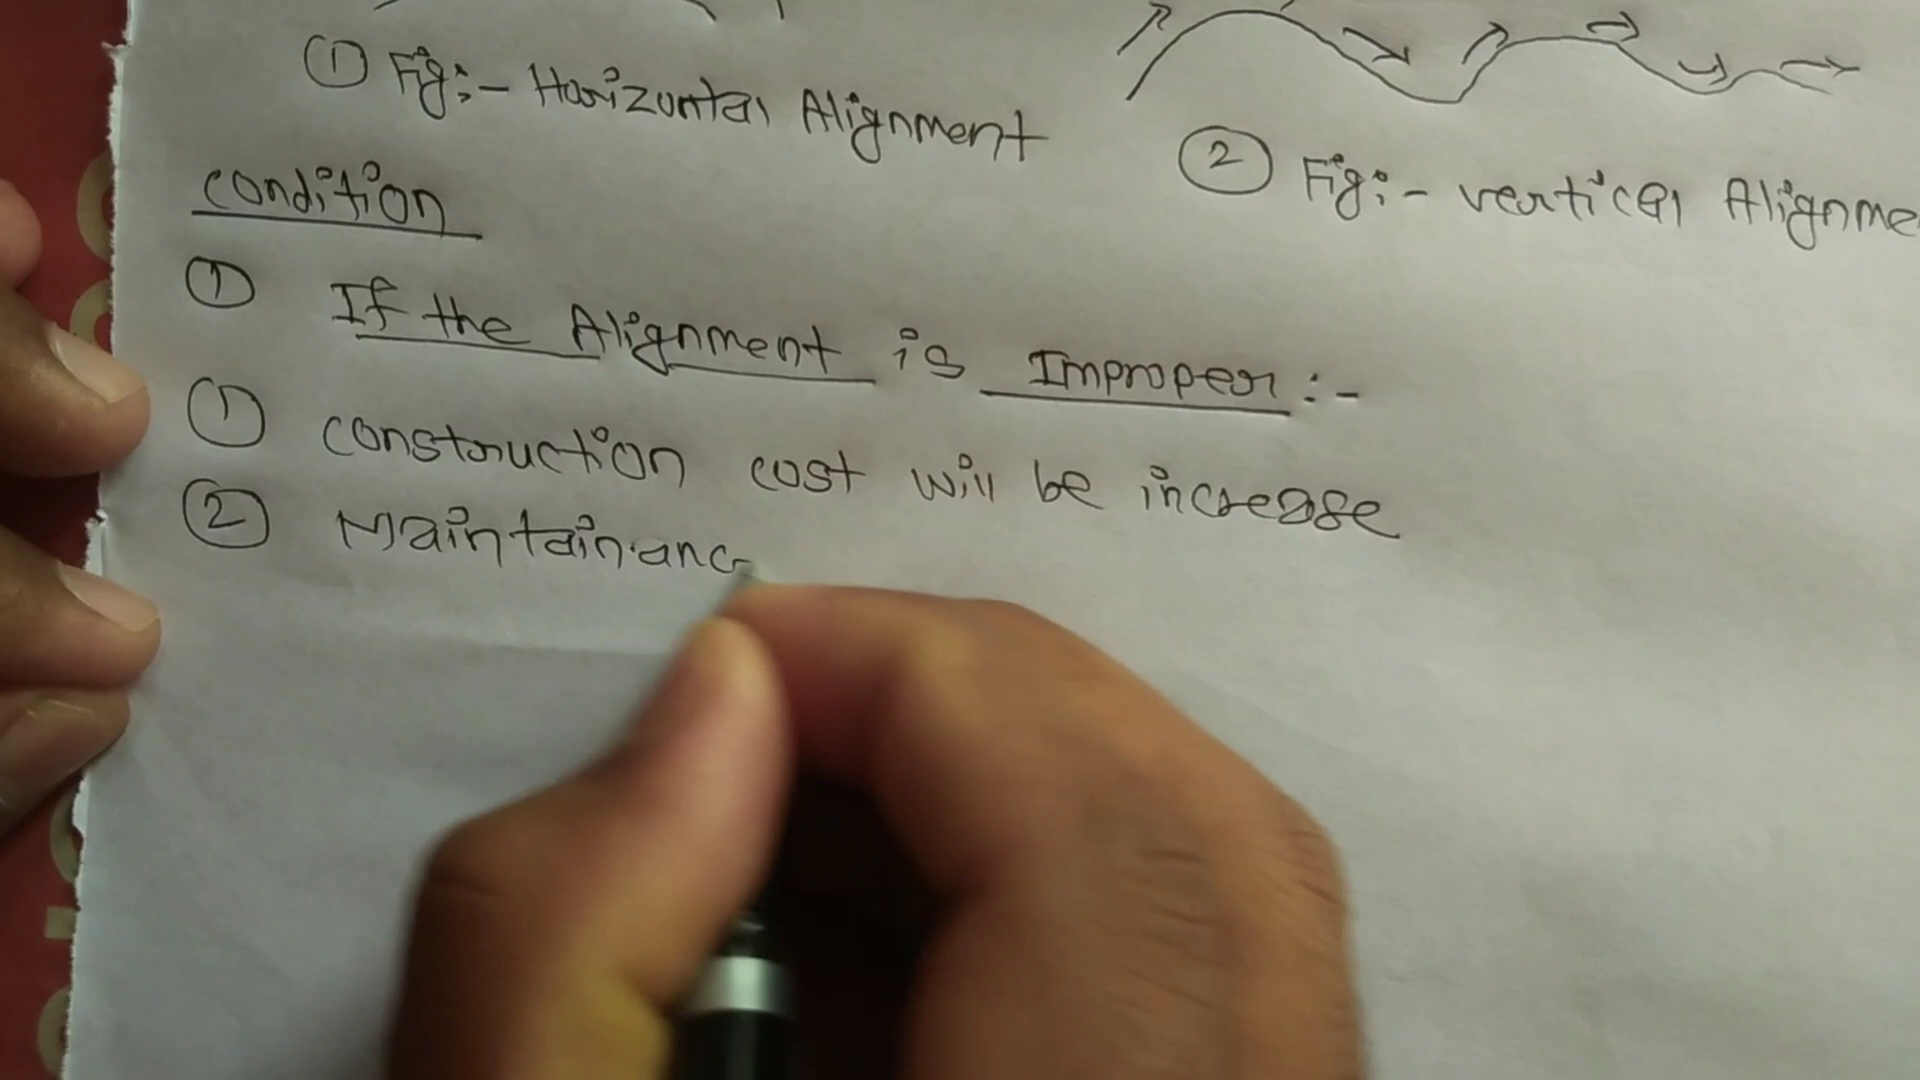 ① Fig:- Horizontal Alignment
② Fig:- vertical Alignme
condition
① If the Alignment is Improper :-
① construction cost will be increase
② Maintainanc